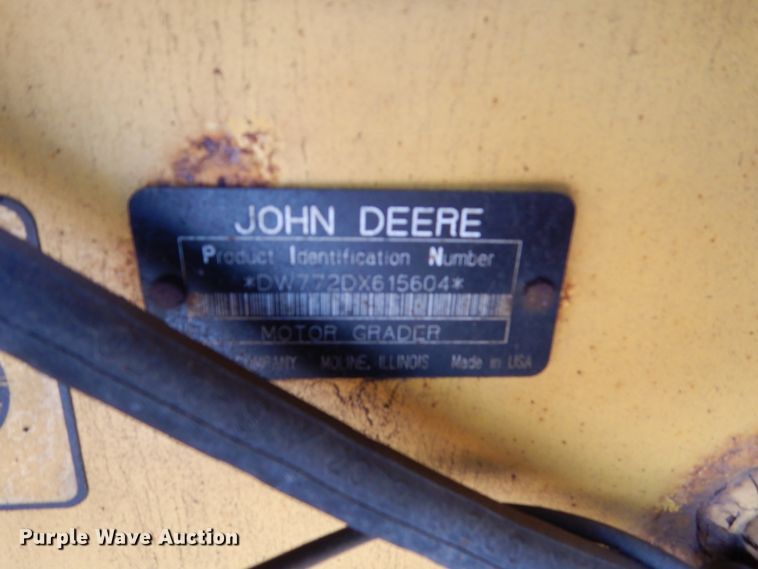 JOHN DEERE
Product Identification Number
*DW772DX615604*
MOTOR GRADER
COMPANY MOLINE, ILLINOIS Made in USA
Purple Wave Auction